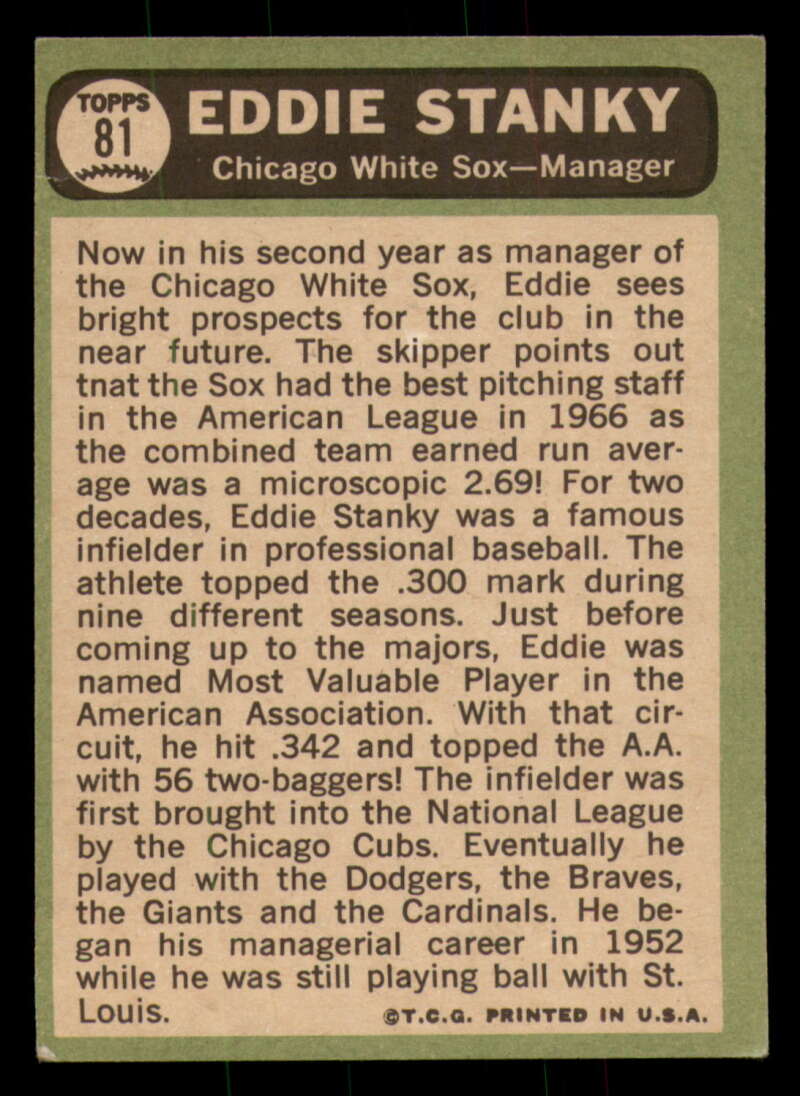 TOPPS
81
EDDIE STANKY
Chicago White Sox—Manager
Now in his second year as manager of
the Chicago White Sox, Eddie sees
bright prospects for the club in the
near future. The skipper points out
tnat the Sox had the best pitching staff
in the American League in 1966 as
the combined team earned run aver-
age was a microscopic 2.69! For two
decades, Eddie Stanky was a famous
infielder in professional baseball. The
athlete topped the .300 mark during
nine different seasons. Just before
coming up to the majors, Eddie was
named Most Valuable Player in the
American Association. With that cir-
cuit, he hit .342 and topped the A.A.
with 56 two-baggers! The infielder was
first brought into the National League
by the Chicago Cubs. Eventually he
played with the Dodgers, the Braves,
the Giants and the Cardinals. He be-
gan his managerial career in 1952
while he was still playing ball with St.
Louis.
©T.C.G. PRINTED IN U.S.A.